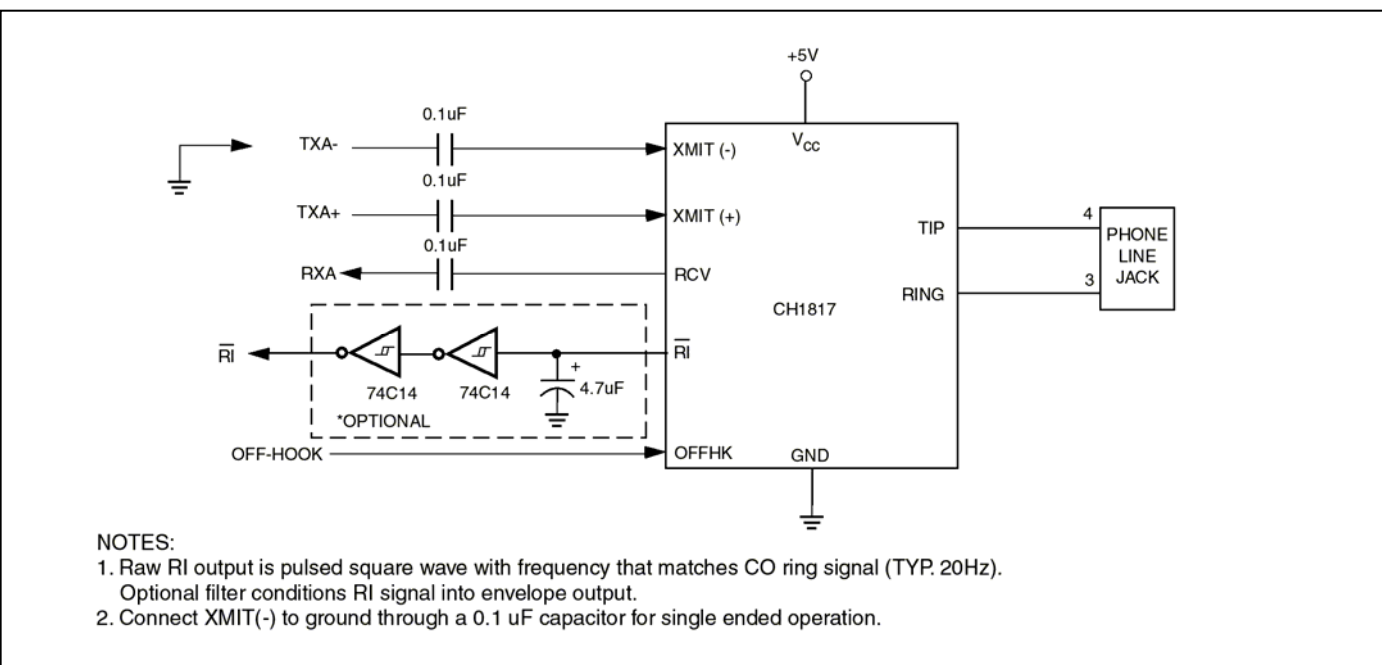 +5V
0.1uF
TXA-
XMIT (-)
VCC
0.1uF
TXA+
XMIT (+)
0.1uF
TIP
4
PHONE
LINE
JACK
RXA
RCV
RING
3
CH1817
R̅I̅
R̅I̅
+
4.7uF
74C14
74C14
*OPTIONAL
OFF-HOOK
OFFHK
GND
NOTES:
1. Raw RI output is pulsed square wave with frequency that matches CO ring signal (TYP. 20Hz).
Optional filter conditions RI signal into envelope output.
2. Connect XMIT(-) to ground through a 0.1 uF capacitor for single ended operation.